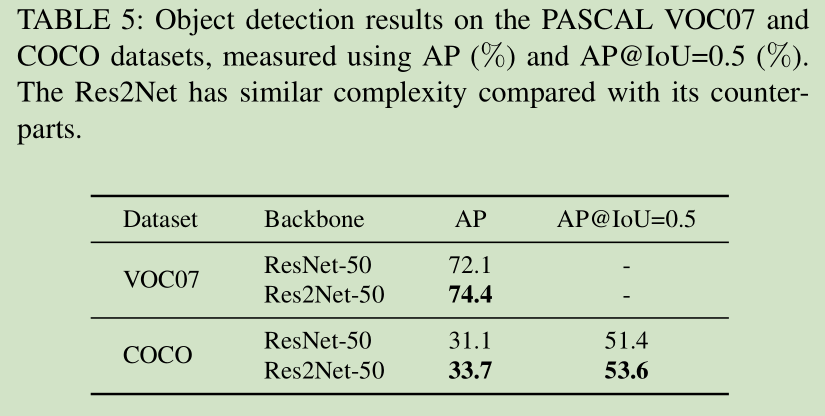 TABLE 5: Object detection results on the PASCAL VOC07 and
COCO datasets, measured using AP (%) and AP@IoU=0.5 (%).
The Res2Net has similar complexity compared with its counter-
parts.
Dataset Backbone AP AP@IoU=0.5
VOC07
ResNet-50 72.1 -
Res2Net-50 74.4 -
COCO
ResNet-50 31.1 51.4
Res2Net-50 33.7 53.6